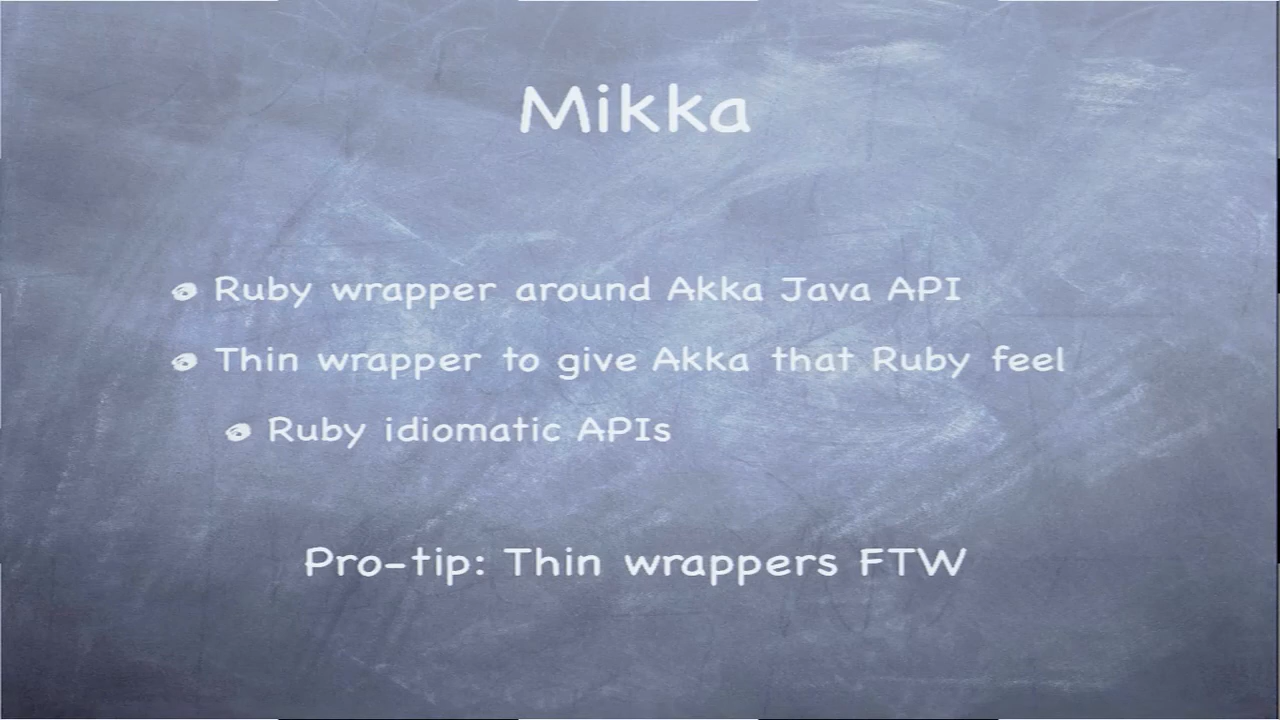 Mikka
Ruby wrapper around Akka Java API
Thin wrapper to give Akka that Ruby feel
Ruby idiomatic APIs
Pro-tip: Thin wrappers FTW